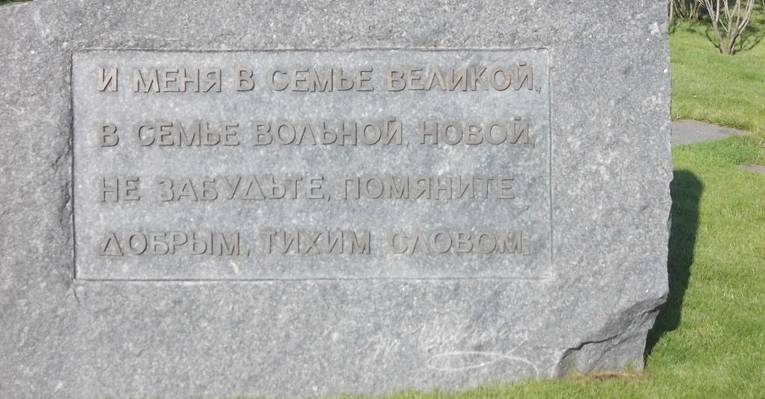 И МЕНЯ В СЕМЬЕ ВЕЛИКОЙ,
В СЕМЬЕ ВОЛЬНОЙ, НОВОЙ,
НЕ ЗАБУДЬТЕ, ПОМЯНИТЕ
ДОБРЫМ, ТИХИМ СЛОВОМ.